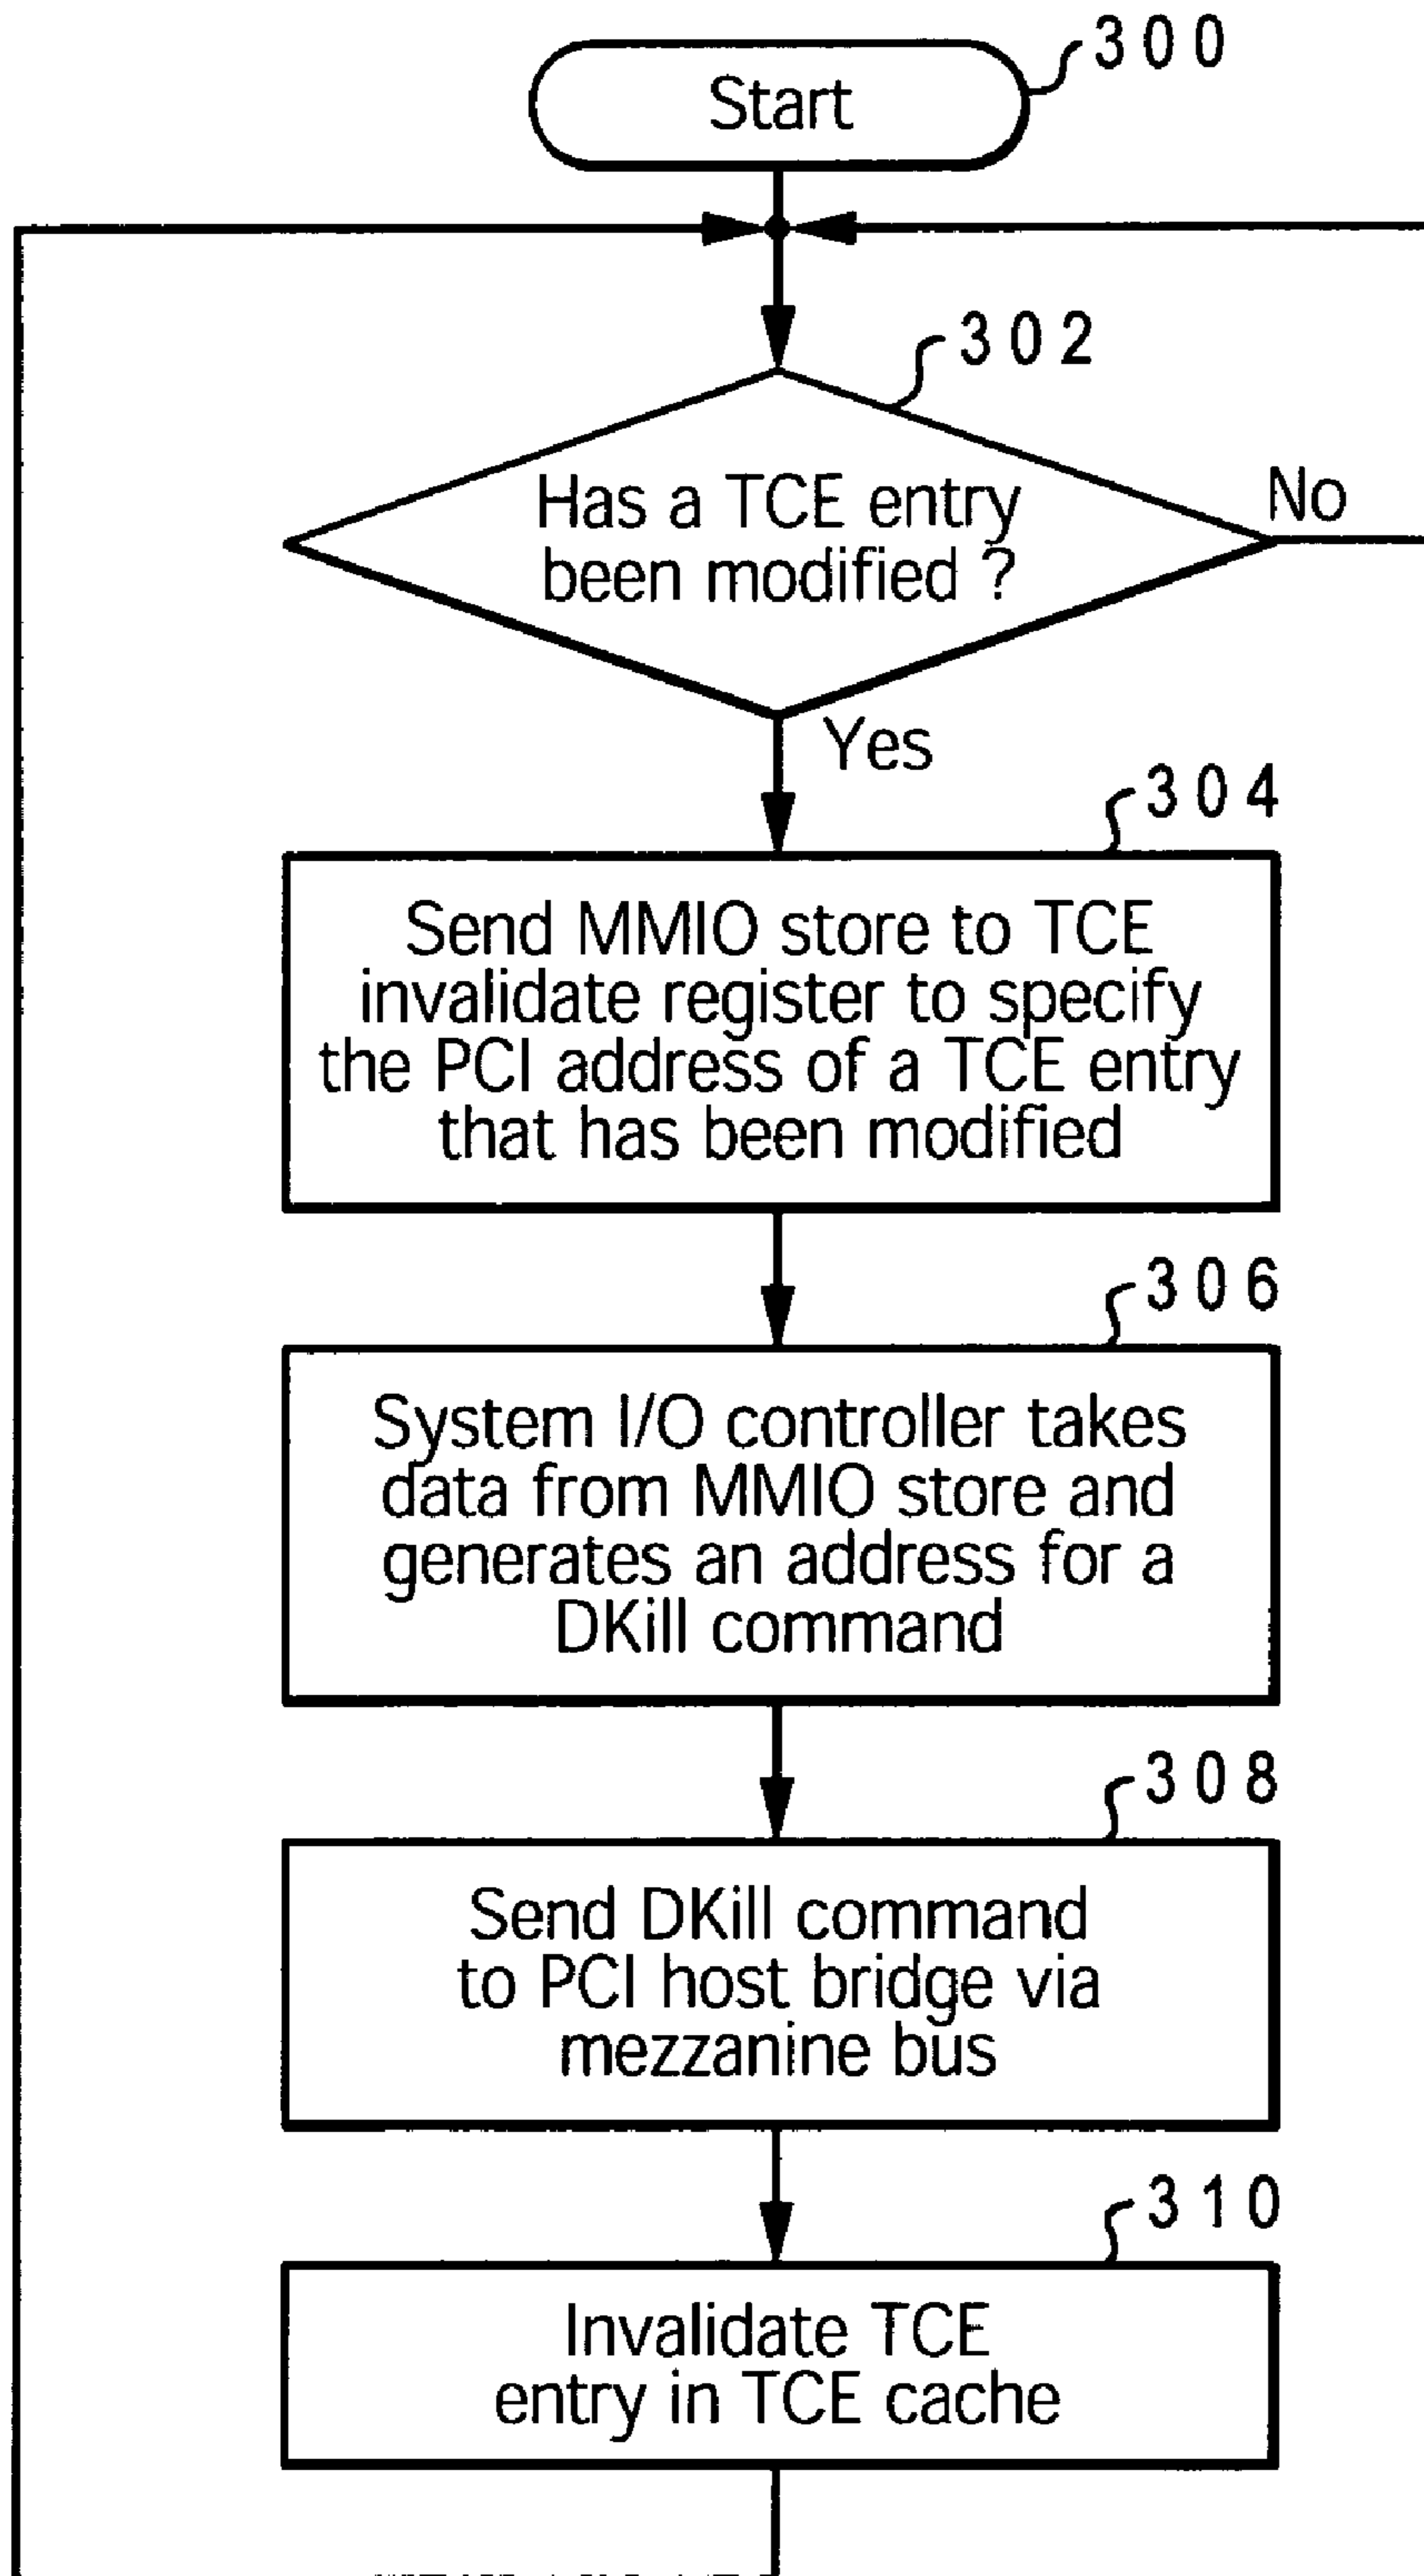 300
Start
302
Has a TCE entry
been modified ?
No
Yes
304
Send MMIO store to TCE
invalidate register to specify
the PCI address of a TCE entry
that has been modified
306
System I/O controller takes
data from MMIO store and
generates an address for a
DKill command
308
Send DKill command
to PCI host bridge via
mezzanine bus
310
Invalidate TCE
entry in TCE cache